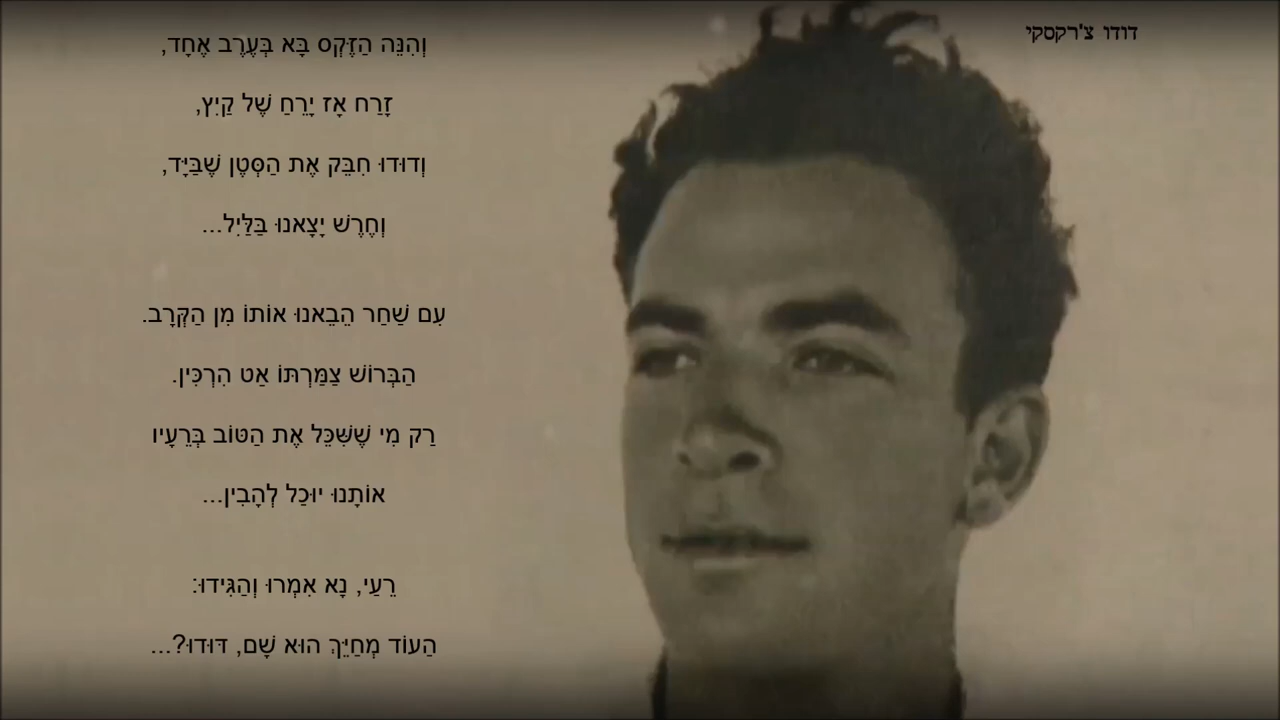 דודו צ'רקסקי
וְהִנֵּה הַזֶּקְס בָּא בְּעֶרֶב אֶחָד,
זָרַח אָז יָרֵחַ שֶׁל קַיִץ,
וְדוּדוּ חִבֵּק אֶת הַסְּטֶן שֶׁבַּיָּד,
וְחֶרֶשׁ יָצָאנוּ בַּלַּיִל...
עִם שַׁחַר הֵבֵאנוּ אוֹתוֹ מִן הַקְּרָב.
הַבְּרוֹשׁ צַמַּרְתּוֹ אַט הִרְכִּין.
רַק מִי שֶׁשִּׁכֵּל אֶת הַטּוֹב בְּרֵעָיו
אוֹתָנוּ יוּכַל לְהָבִין...
רֵעַי, נָא אִמְרוּ וְהַגִּידוּ:
הַעוֹד מְחַיֵּךְ הוּא שָׁם, דּוּדוּ?...